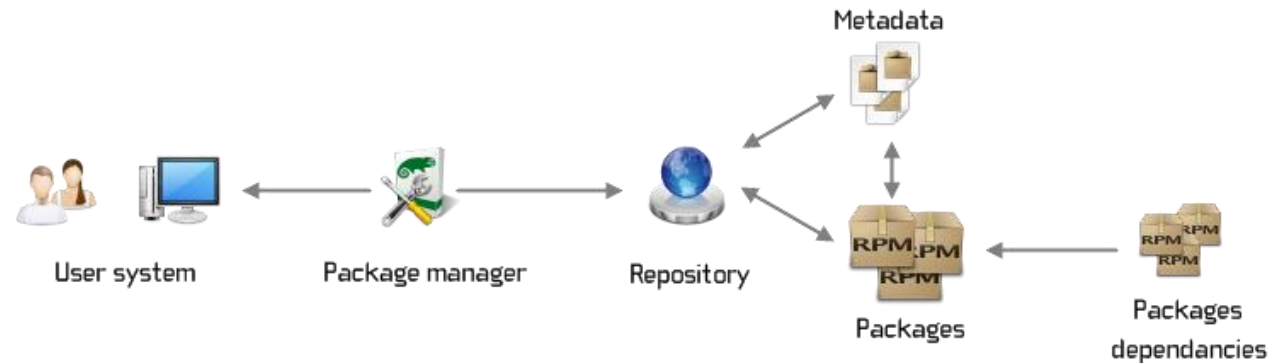 Metadata
User system
Package manager
Repository
RPM
RPM
RPM
Packages
RPM
RPM
RPM
Packages
dependancies